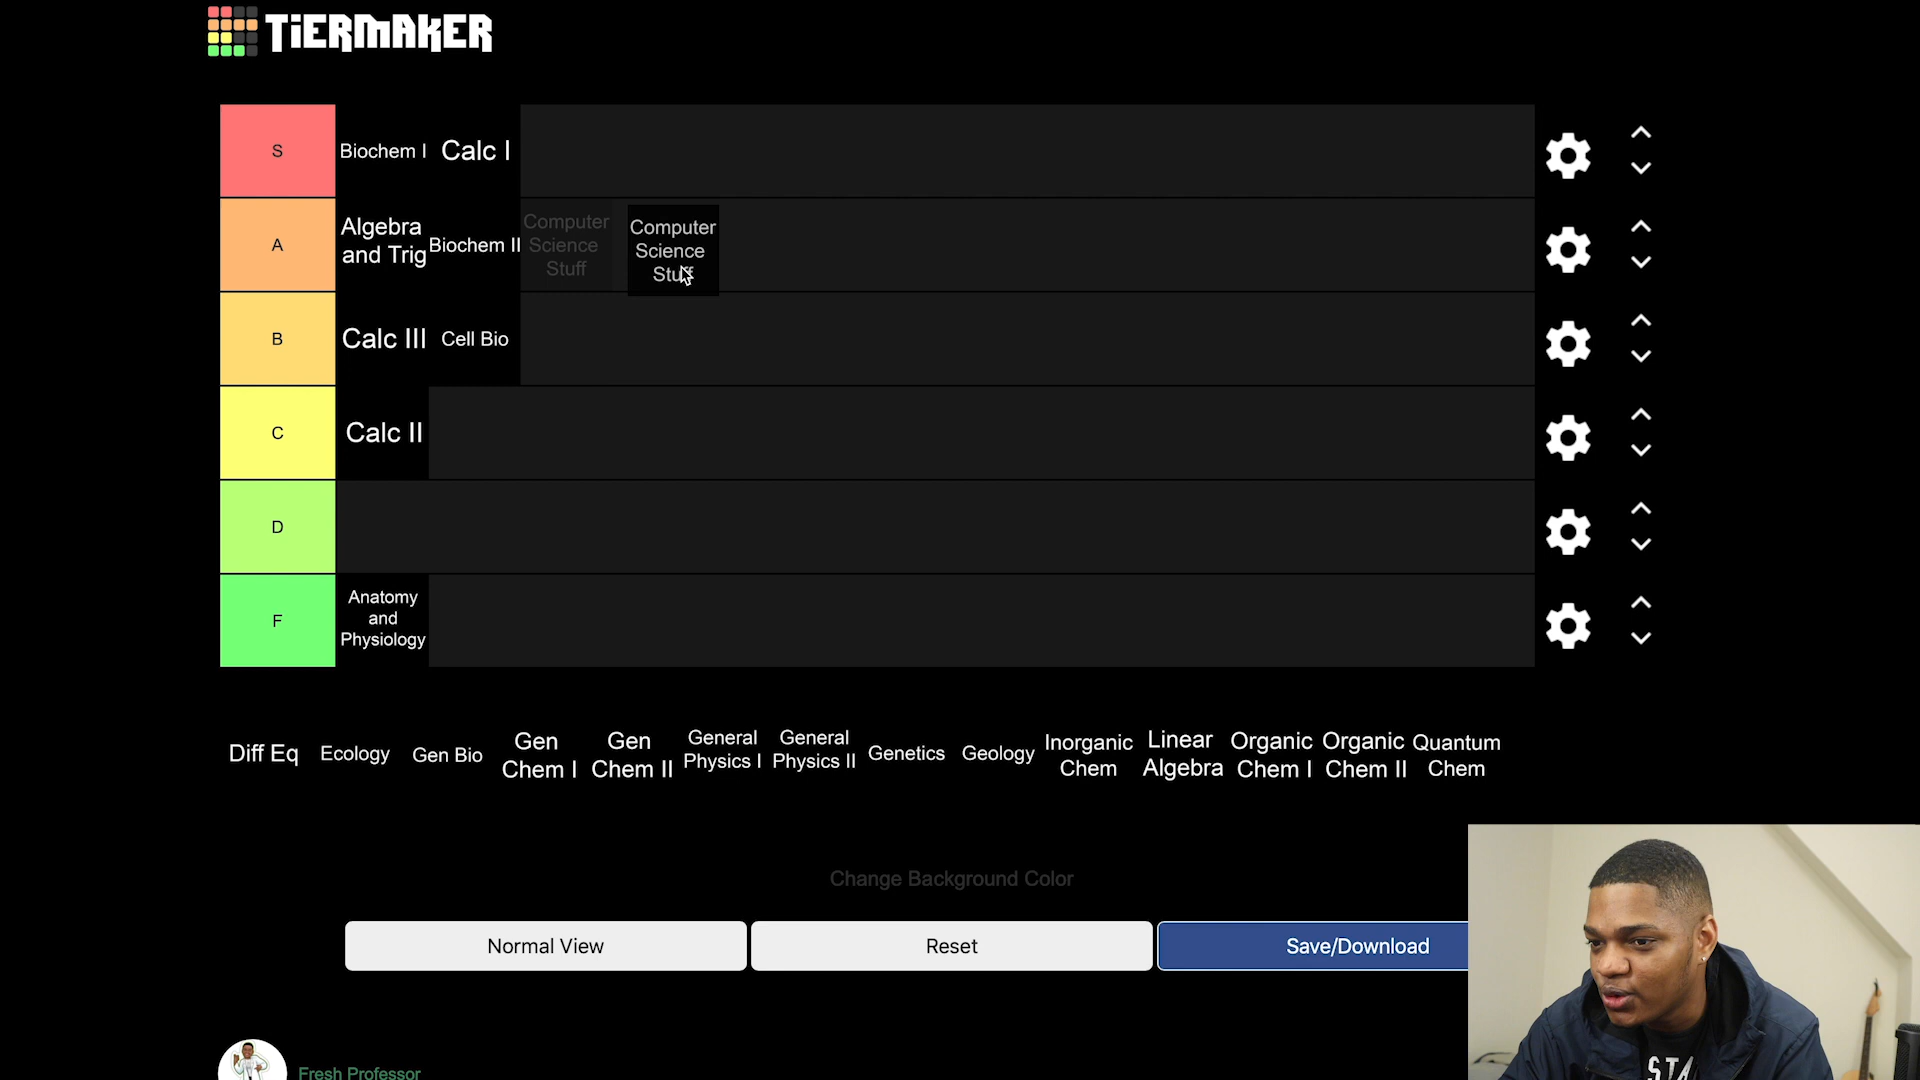 TiERMAKER
S
Biochem I
Calc I
A
Algebra
and Trig
Biochem II
Computer
Science
Stuff
Computer
Science
Stuff
B
Calc III
Cell Bio
C
Calc II
D
F
Anatomy
and
Physiology
Diff Eq
Ecology
Gen Bio
Gen
Chem I
Gen
Chem II
General
Physics I
General
Physics II
Genetics
Geology
Inorganic
Chem
Linear
Algebra
Organic
Chem I
Organic
Chem II
Quantum
Chem
Change Background Color
Normal View
Reset
Save/Download
Fresh Professor